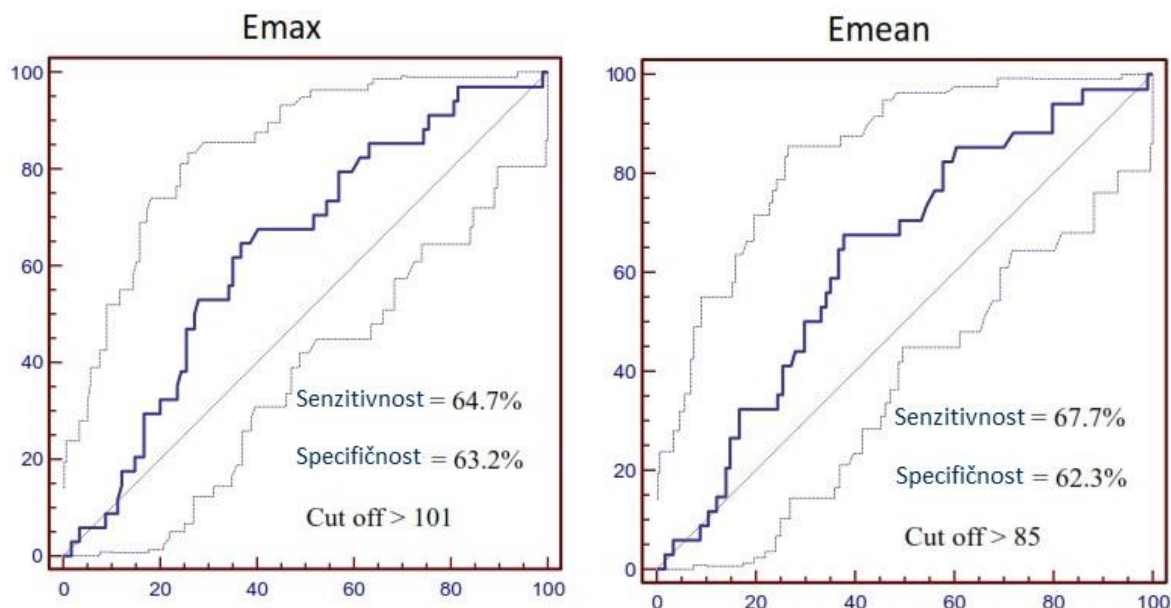 Emax
100
80
60
40
20
0
0 20 40 60 80 100
Senzitivnost = 64.7%
Specifičnost = 63.2%
Cut off > 101
Emean
100
80
60
40
20
0
0 20 40 60 80 100
Senzitivnost = 67.7%
Specifičnost = 62.3%
Cut off > 85